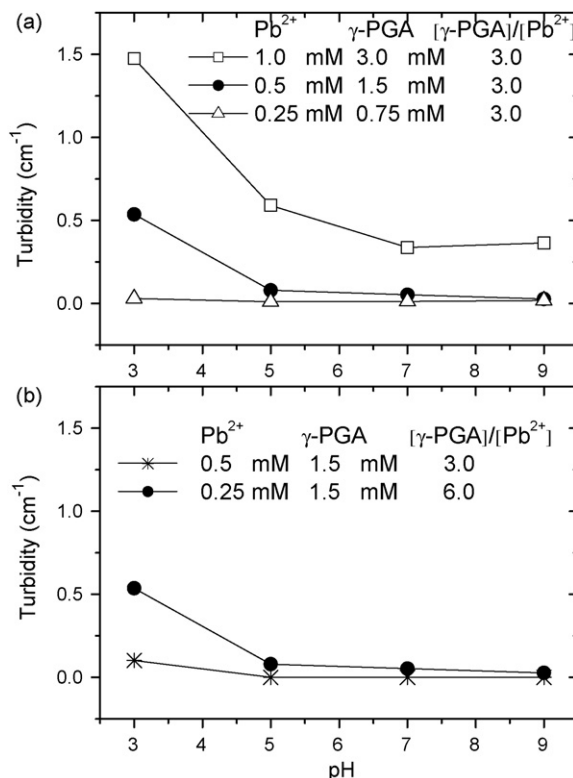 (a)
Pb²⁺ γ-PGA [γ-PGA]/[Pb²⁺]
1.0 mM 3.0 mM 3.0
0.5 mM 1.5 mM 3.0
0.25 mM 0.75 mM 3.0
Turbidity (cm⁻¹)
1.5
1.0
0.5
0.0
3 4 5 6 7 8 9
(b)
Pb²⁺ γ-PGA [γ-PGA]/[Pb²⁺]
0.5 mM 1.5 mM 3.0
0.25 mM 1.5 mM 6.0
Turbidity (cm⁻¹)
1.5
1.0
0.5
0.0
3 4 5 6 7 8 9
pH